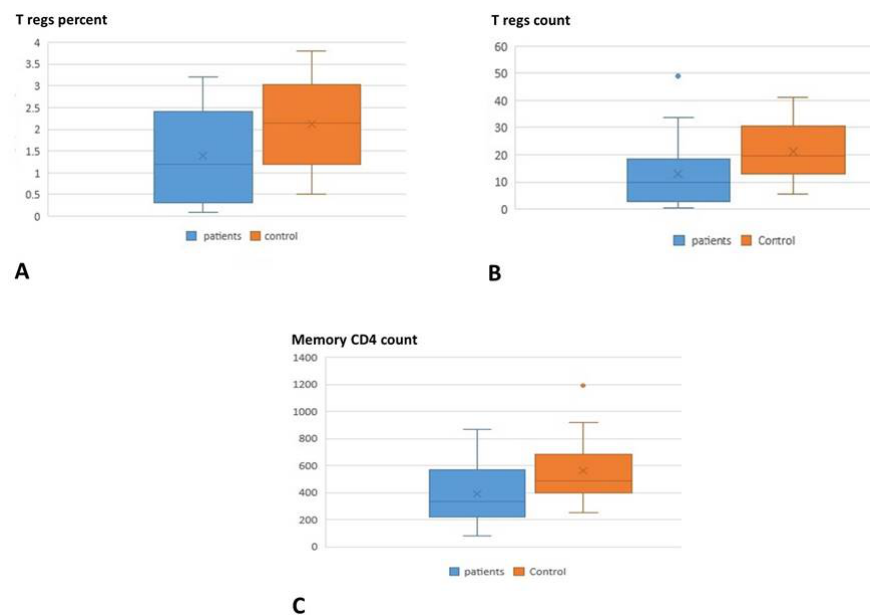 T regs percent
4
3.5
3
2.5
2
1.5
1
0.5
0
patients control
A
T regs count
60
50
40
30
20
10
0
patients Control
B
Memory CD4 count
1400
1200
1000
800
600
400
200
0
patients Control
C